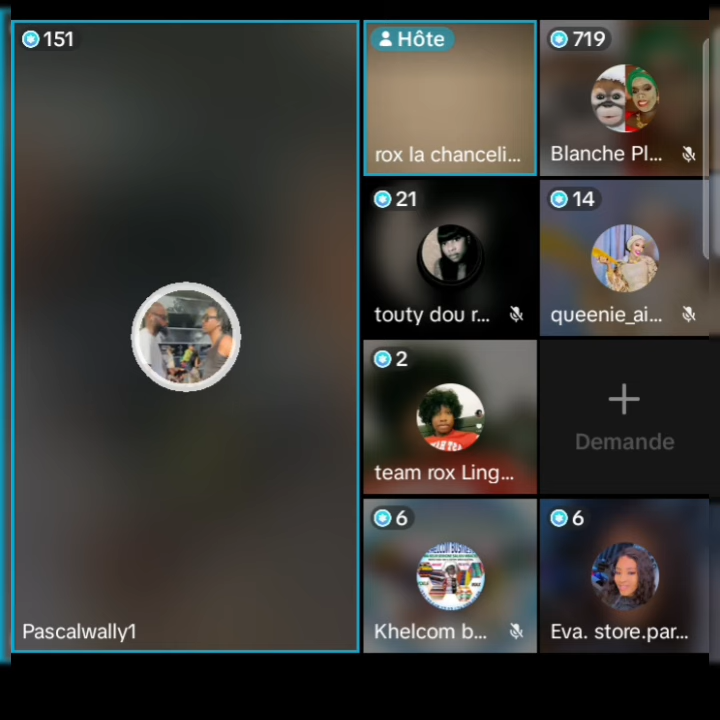 151
Hôte
rox la chanceli...
719
Blanche Pl...
21
touty dou r...
14
queenie_ai...
2
team rox Ling...
Demande
6
Khelcom b...
6
Eva. store.par...
Pascalwally1